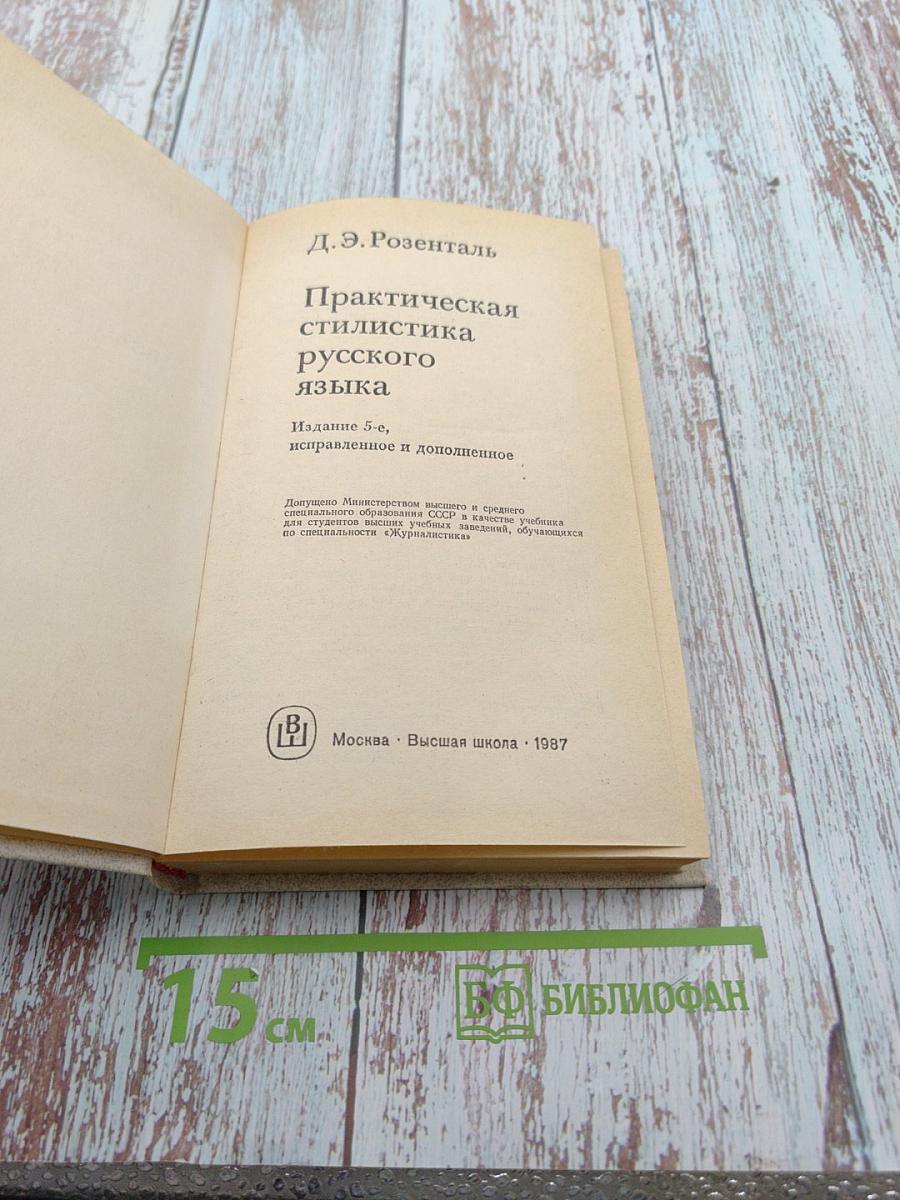 Д. Э. Розенталь
Практическая
стилистика
русского
языка
Издание 5-е,
исправленное и дополненное
Допущено Министерством высшего и среднего
специального образования СССР в качестве учебника
для студентов высших учебных заведений, обучающихся
по специальности «Журналистика»
ВШ
Москва · Высшая школа · 1987
15 см
БФ БИБЛИОФАН